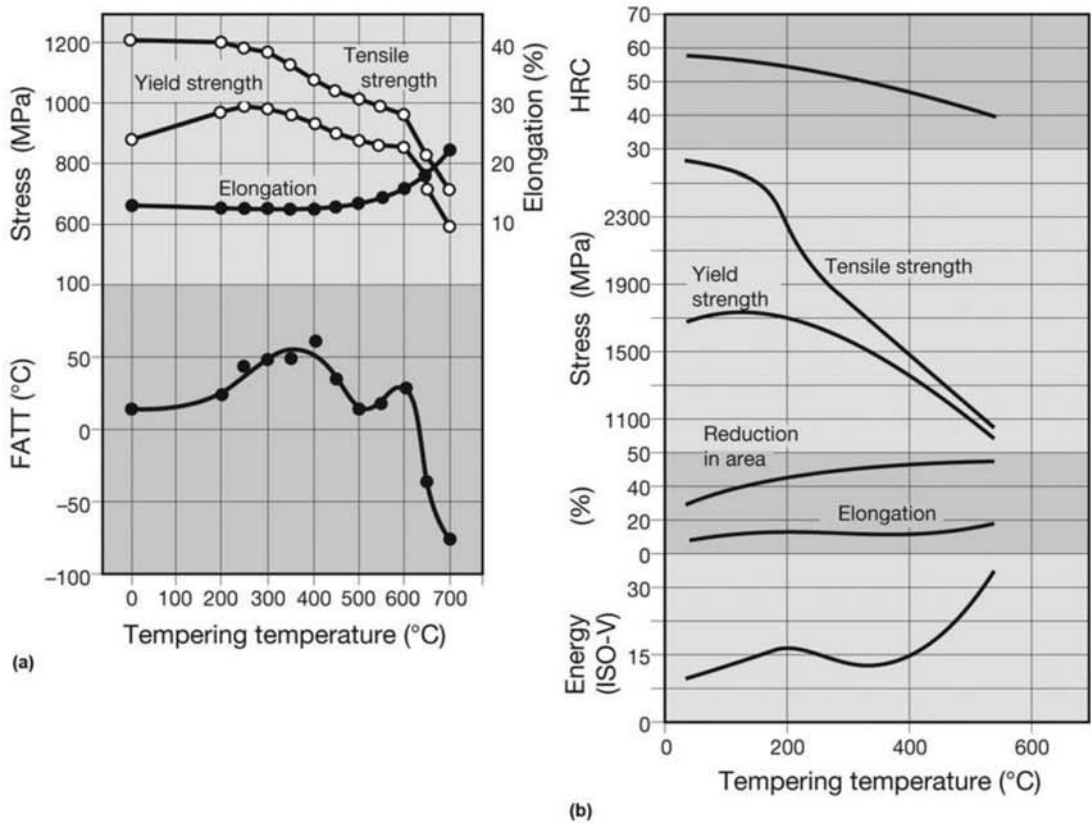 1200
1000
800
600
Stress (MPa)
40
30
20
10
Elongation (%)
Tensile
strength
Yield strength
Elongation
100
50
0
−50
−100
FATT (°C)
0 100 200 300 400 500 600 700
Tempering temperature (°C)
(a)
70
60
50
40
30
HRC
2300
1900
1500
1100
Stress (MPa)
Tensile strength
Yield
strength
50
40
20
0
(%)
Reduction
in area
Elongation
30
15
0
Energy
(ISO-V)
0 200 400 600
Tempering temperature (°C)
(b)